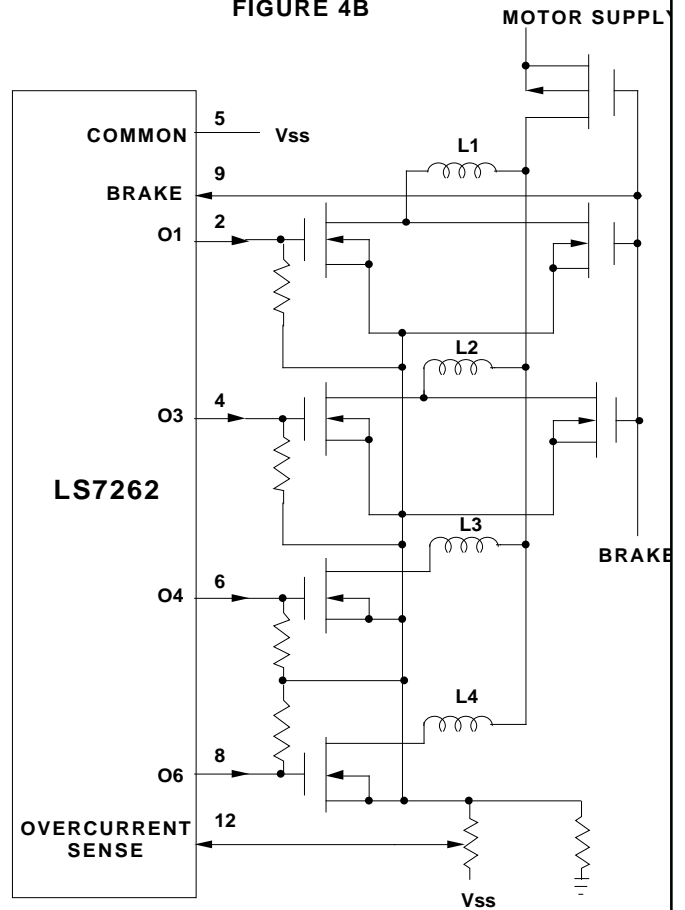 FIGURE 4B
MOTOR SUPPLY
5
COMMON
Vss
L1
9
BRAKE
2
O1
L2
4
O3
LS7262
L3
6
O4
BRAKE
L4
8
O6
12
OVERCURRENT
SENSE
Vss